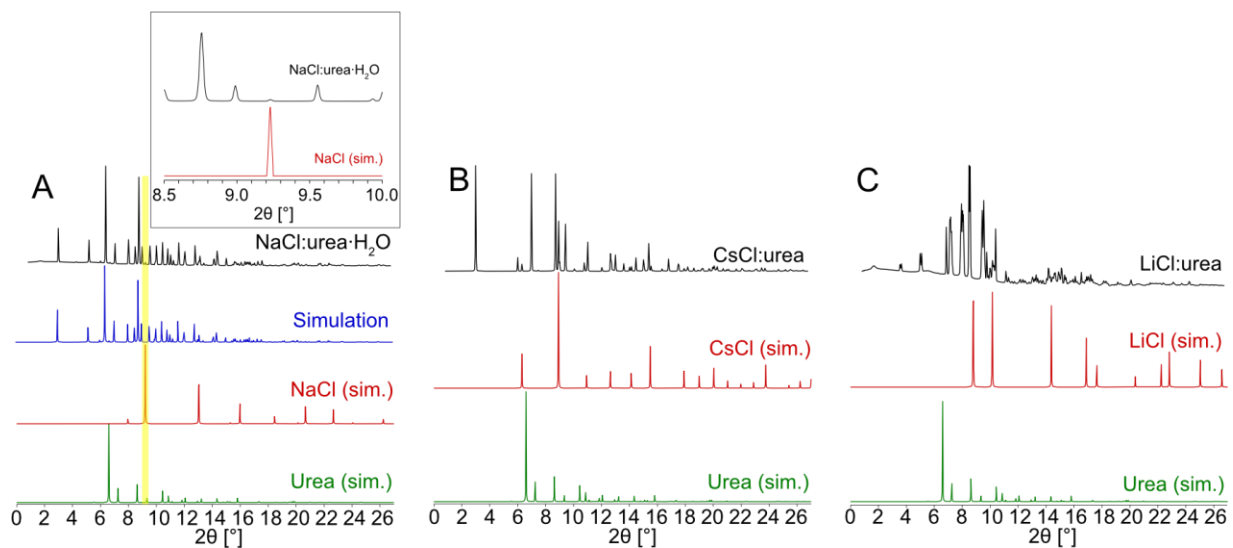 NaCl:urea·H₂O
NaCl (sim.)
8.5 9.0 9.5 10.0
2θ [°]
A
NaCl:urea·H₂O
Simulation
NaCl (sim.)
Urea (sim.)
0 2 4 6 8 10 12 14 16 18 20 22 24 26
2θ [°]
B
CsCl:urea
CsCl (sim.)
Urea (sim.)
0 2 4 6 8 10 12 14 16 18 20 22 24 26
2θ [°]
C
LiCl:urea
LiCl (sim.)
Urea (sim.)
0 2 4 6 8 10 12 14 16 18 20 22 24 26
2θ [°]